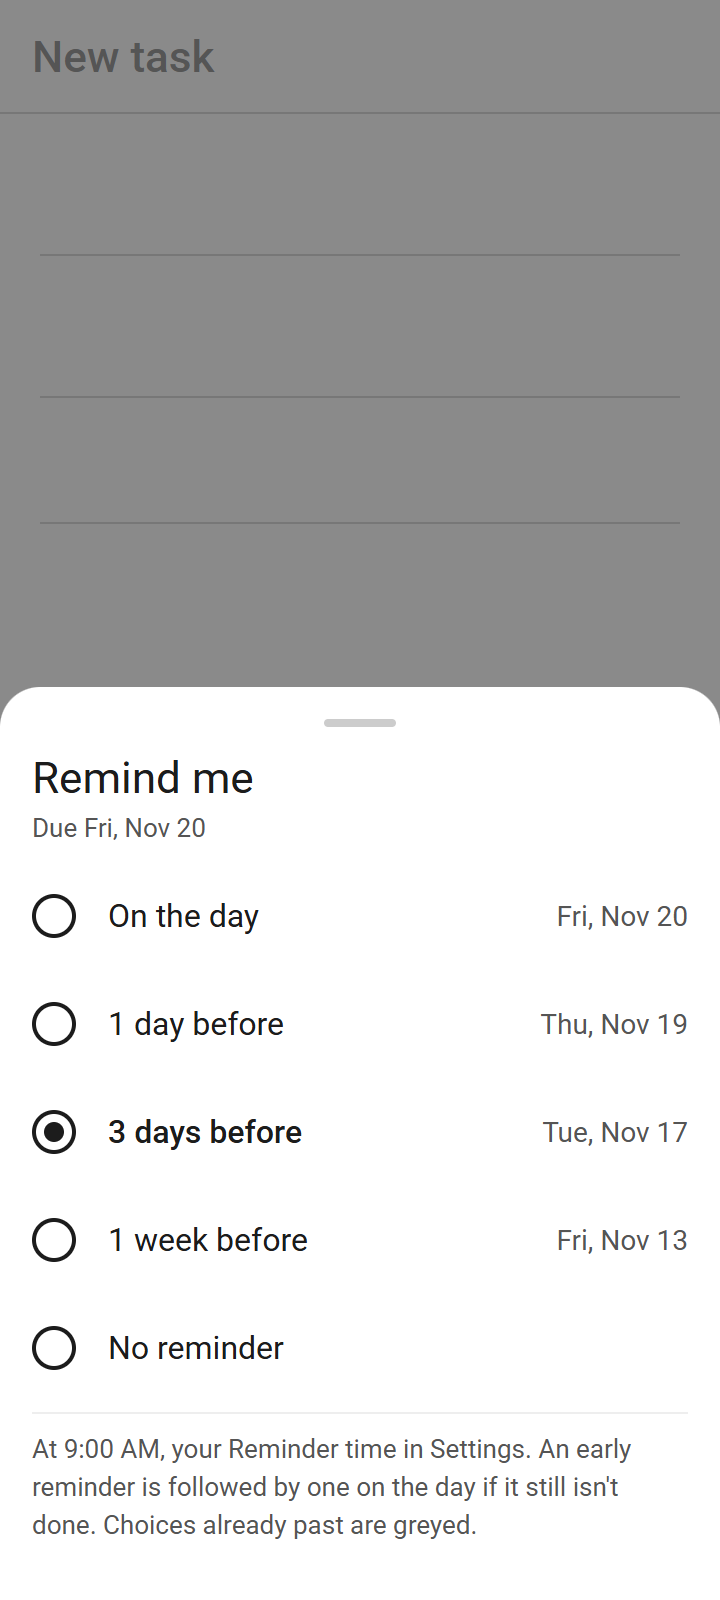 New task
Remind me
Due Fri, Nov 20
On the day Fri, Nov 20
1 day before Thu, Nov 19
3 days before Tue, Nov 17
1 week before Fri, Nov 13
No reminder
At 9:00 AM, your Reminder time in Settings. An early
reminder is followed by one on the day if it still isn't
done. Choices already past are greyed.